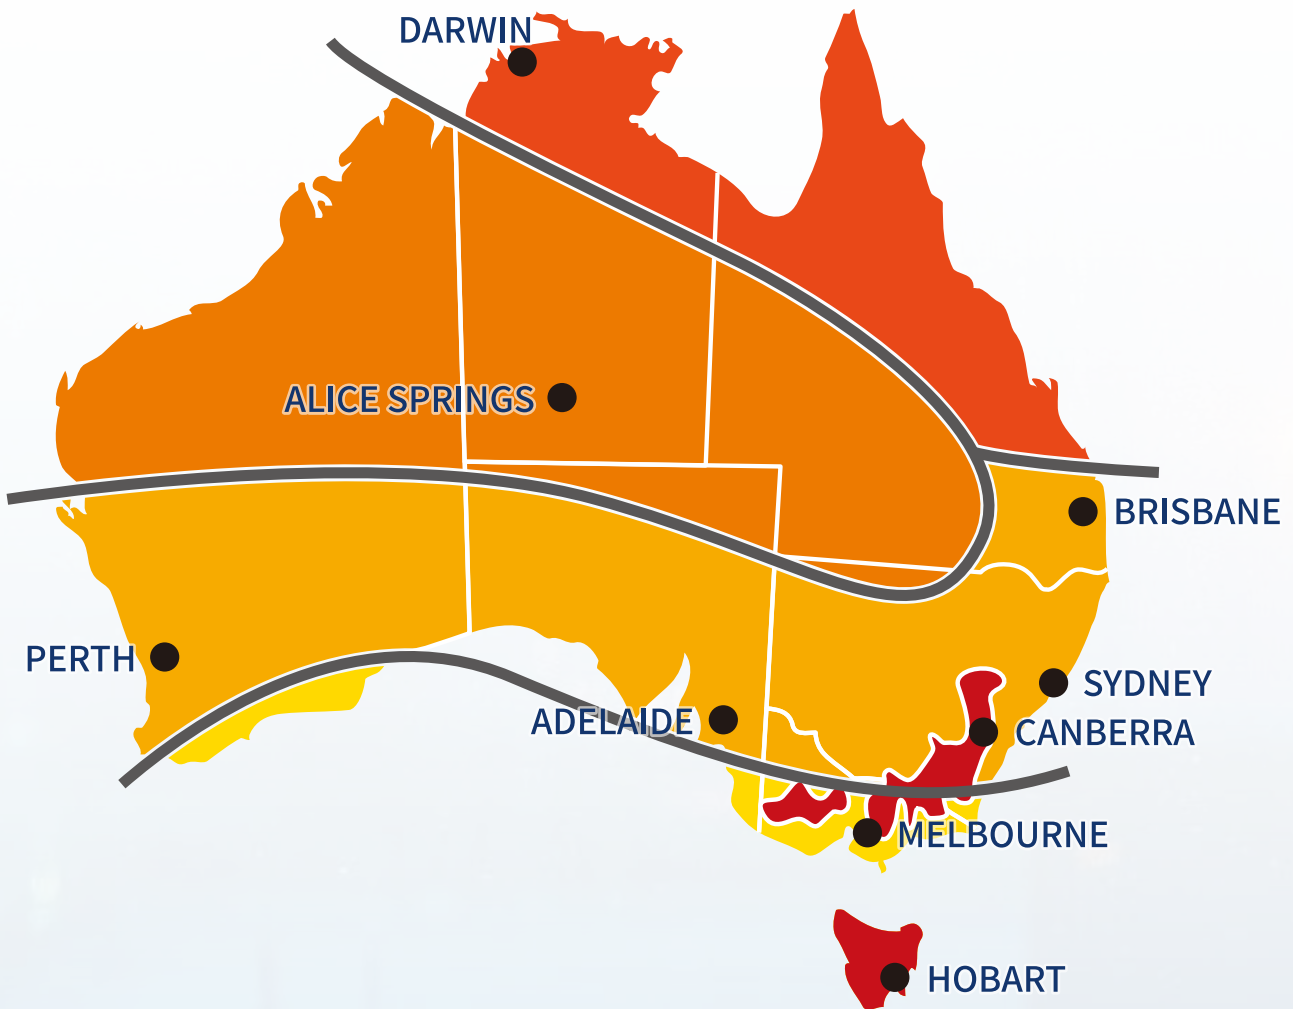 DARWIN
ALICE SPRINGS
BRISBANE
PERTH
SYDNEY
ADELAIDE
CANBERRA
MELBOURNE
HOBART